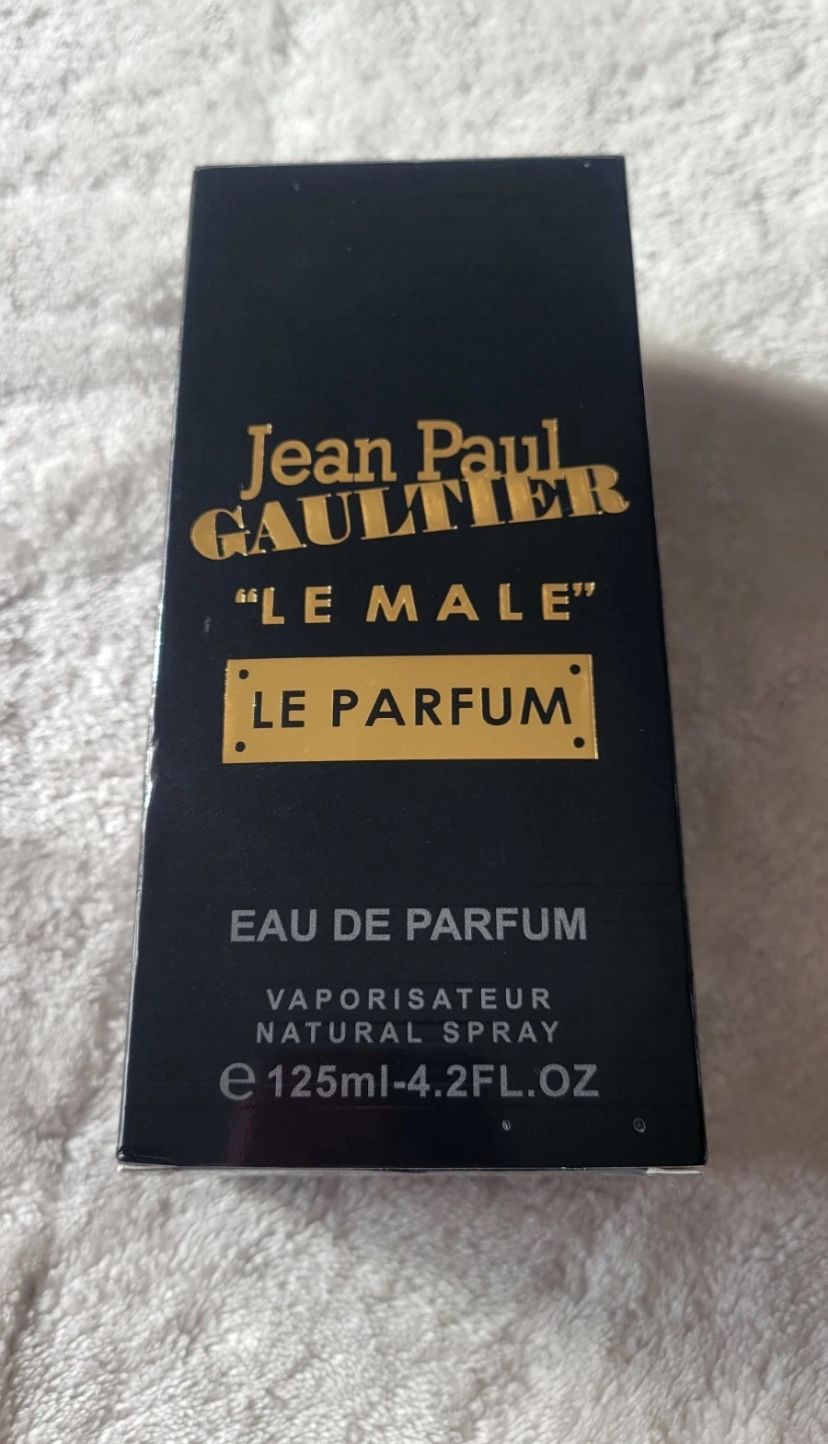 Jean Paul
GAULTIER
“LE MALE”
LE PARFUM
EAU DE PARFUM
VAPORISATEUR
NATURAL SPRAY
℮ 125ml-4.2FL.OZ